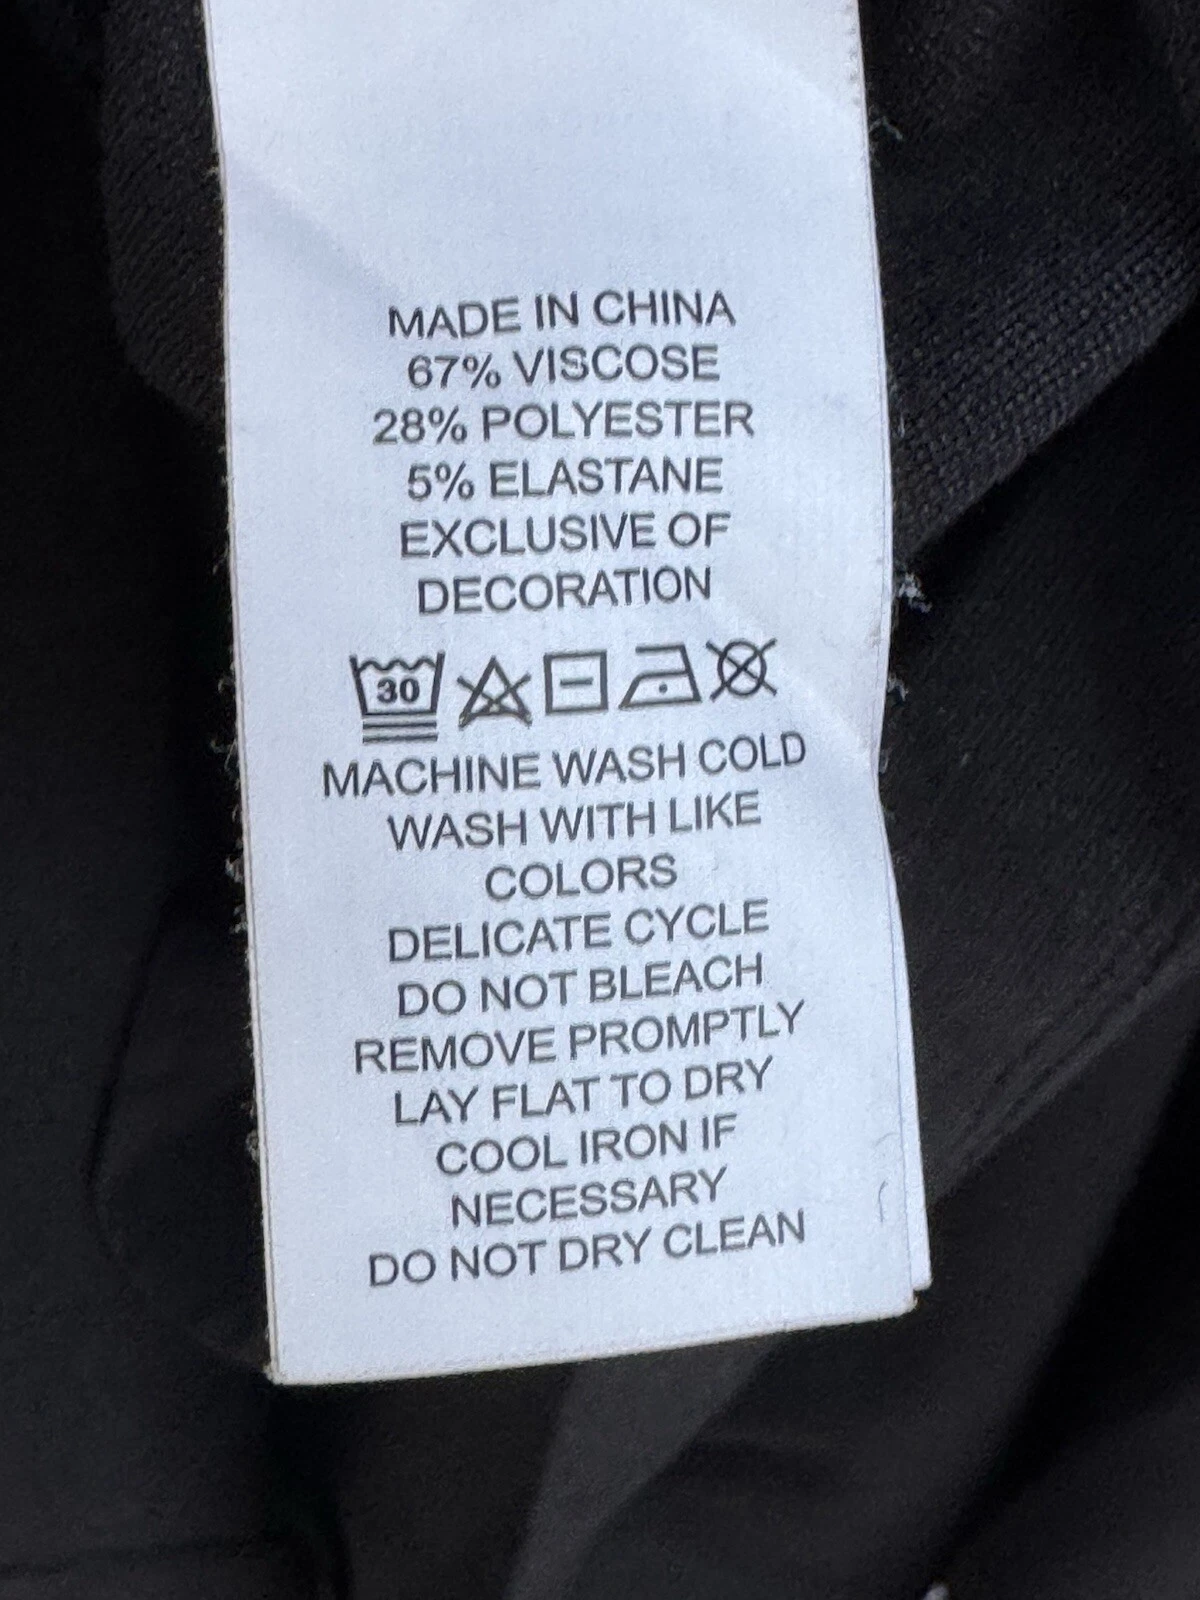 MADE IN CHINA
67% VISCOSE
28% POLYESTER
5% ELASTANE
EXCLUSIVE OF
DECORATION
30
MACHINE WASH COLD
WASH WITH LIKE
COLORS
DELICATE CYCLE
DO NOT BLEACH
REMOVE PROMPTLY
LAY FLAT TO DRY
COOL IRON IF
NECESSARY
DO NOT DRY CLEAN